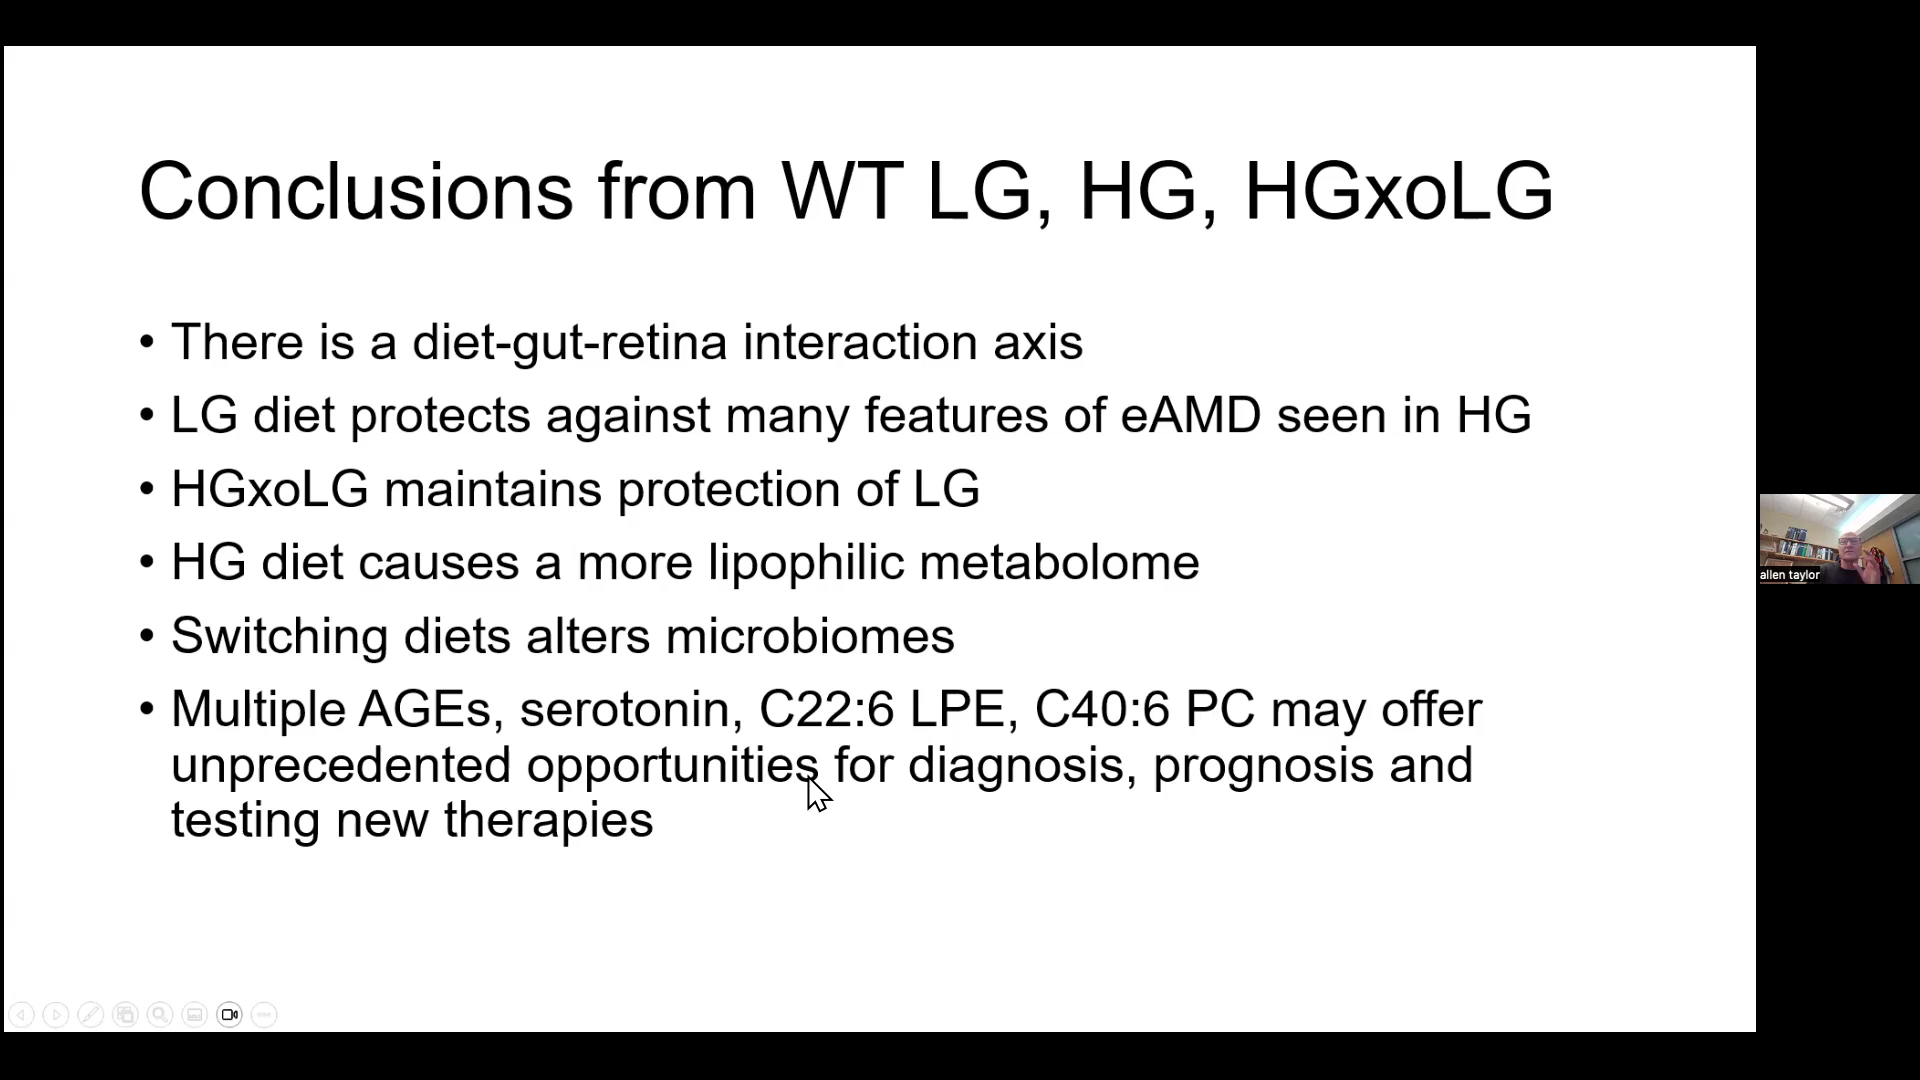 Conclusions from WT LG, HG, HGxoLG
• There is a diet-gut-retina interaction axis
• LG diet protects against many features of eAMD seen in HG
• HGxoLG maintains protection of LG
• HG diet causes a more lipophilic metabolome
• Switching diets alters microbiomes
• Multiple AGEs, serotonin, C22:6 LPE, C40:6 PC may offer
unprecedented opportunities for diagnosis, prognosis and
testing new therapies
allen taylor